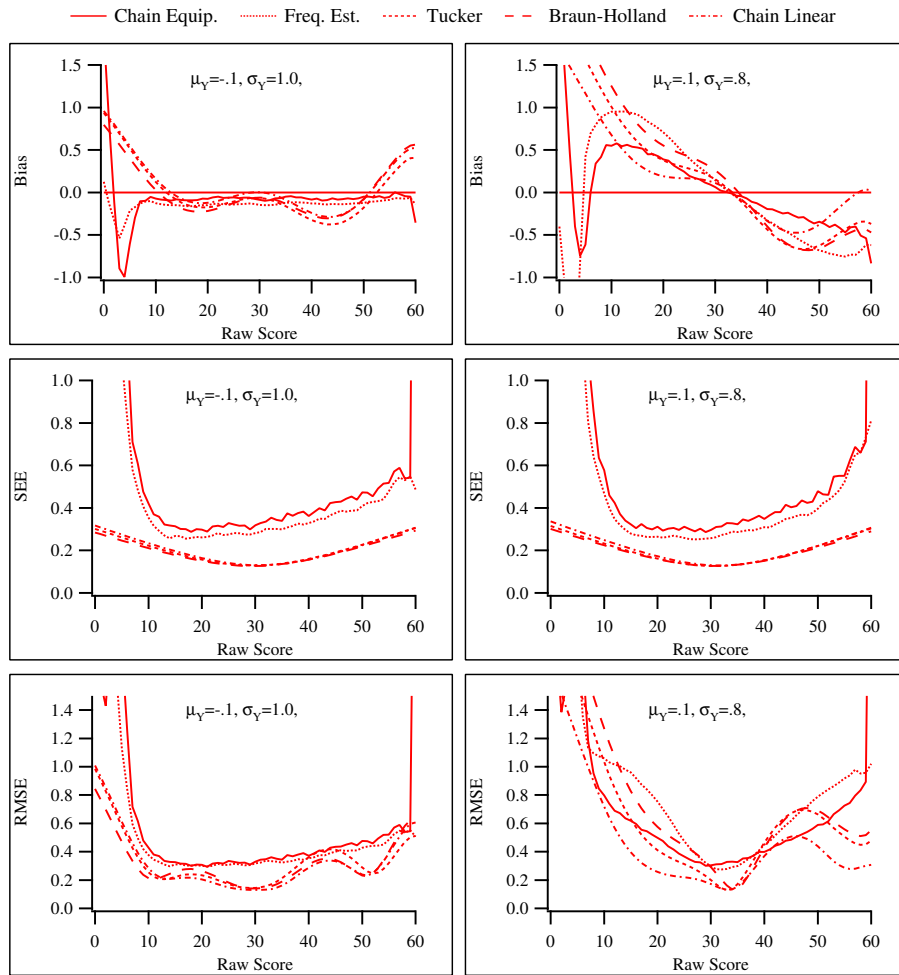 Chain Equip. Freq. Est. Tucker Braun-Holland Chain Linear
μY=-.1, σY=1.0,
1.5
1.0
0.5
0.0
-0.5
-1.0
Bias
0 10 20 30 40 50 60
Raw Score
μY=.1, σY=.8,
1.5
1.0
0.5
0.0
-0.5
-1.0
Bias
0 10 20 30 40 50 60
Raw Score
μY=-.1, σY=1.0,
1.0
0.8
0.6
0.4
0.2
0.0
SEE
0 10 20 30 40 50 60
Raw Score
μY=.1, σY=.8,
1.0
0.8
0.6
0.4
0.2
0.0
SEE
0 10 20 30 40 50 60
Raw Score
μY=-.1, σY=1.0,
1.4
1.2
1.0
0.8
0.6
0.4
0.2
0.0
RMSE
0 10 20 30 40 50 60
Raw Score
μY=.1, σY=.8,
1.4
1.2
1.0
0.8
0.6
0.4
0.2
0.0
RMSE
0 10 20 30 40 50 60
Raw Score